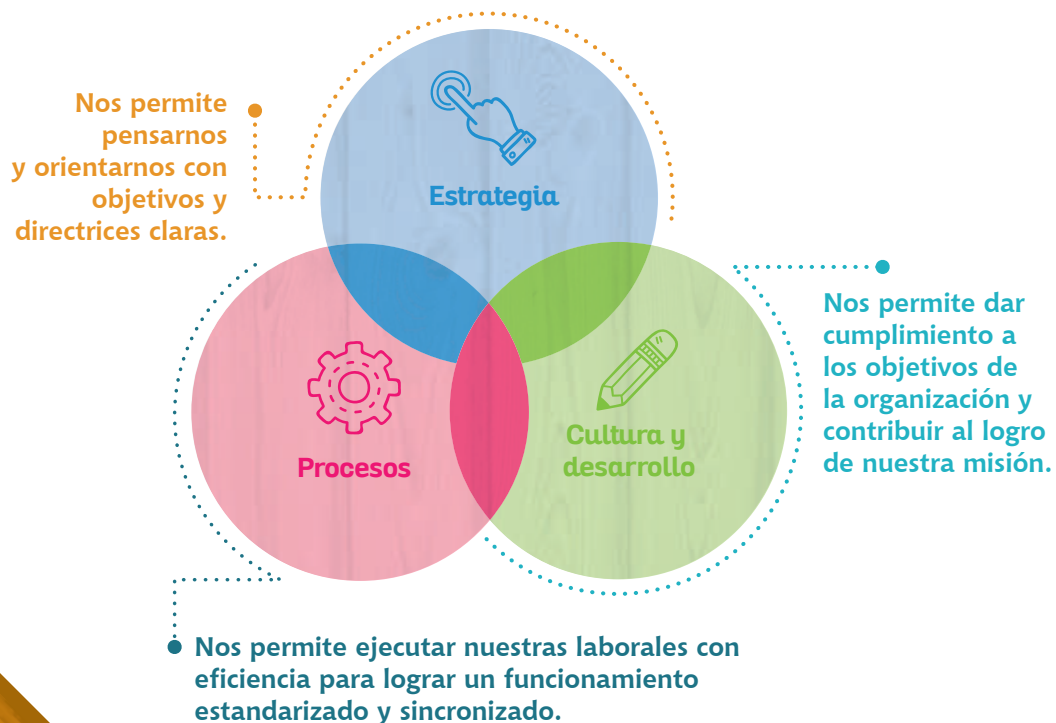 Nos permite
pensarnos
y orientarnos con
objetivos y
directrices claras.
Estrategia
Procesos
Cultura y
desarrollo
Nos permite dar
cumplimiento a
los objetivos de
la organización y
contribuir al logro
de nuestra misión.
Nos permite ejecutar nuestras laborales con
eficiencia para lograr un funcionamiento
estandarizado y sincronizado.